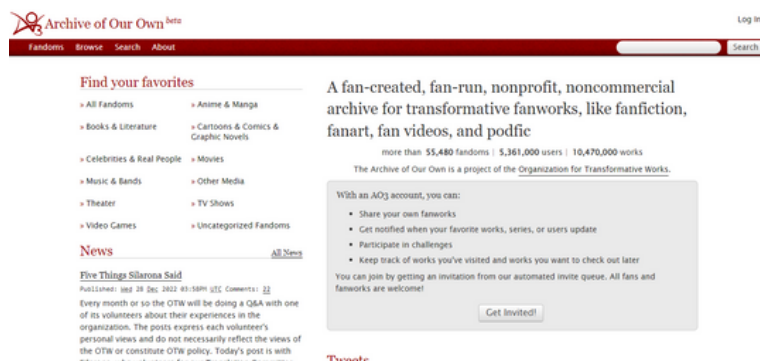 Archive of Our Own beta
Log In
Fandoms Browse Search About
Search
Find your favorites
» All Fandoms
» Anime & Manga
» Books & Literature
» Cartoons & Comics &
Graphic Novels
» Celebrities & Real People
» Movies
» Music & Bands
» Other Media
» Theater
» TV Shows
» Video Games
» Uncategorized Fandoms
News
All News
Five Things Silarona Said
Published: Wed 28 Dec 2022 03:58PM UTC Comments: 22
Every month or so the OTW will be doing a Q&A with one
of its volunteers about their experiences in the
organization. The posts express each volunteer's
personal views and do not necessarily reflect the views of
the OTW or constitute OTW policy. Today's post is with
A fan-created, fan-run, nonprofit, noncommercial
archive for transformative fanworks, like fanfiction,
fanart, fan videos, and podfic
more than 55,480 fandoms | 5,361,000 users | 10,470,000 works
The Archive of Our Own is a project of the Organization for Transformative Works.
With an AO3 account, you can:
• Share your own fanworks
• Get notified when your favorite works, series, or users update
• Participate in challenges
• Keep track of works you've visited and works you want to check out later
You can join by getting an invitation from our automated invite queue. All fans and
fanworks are welcome!
Get Invited!
Tweets